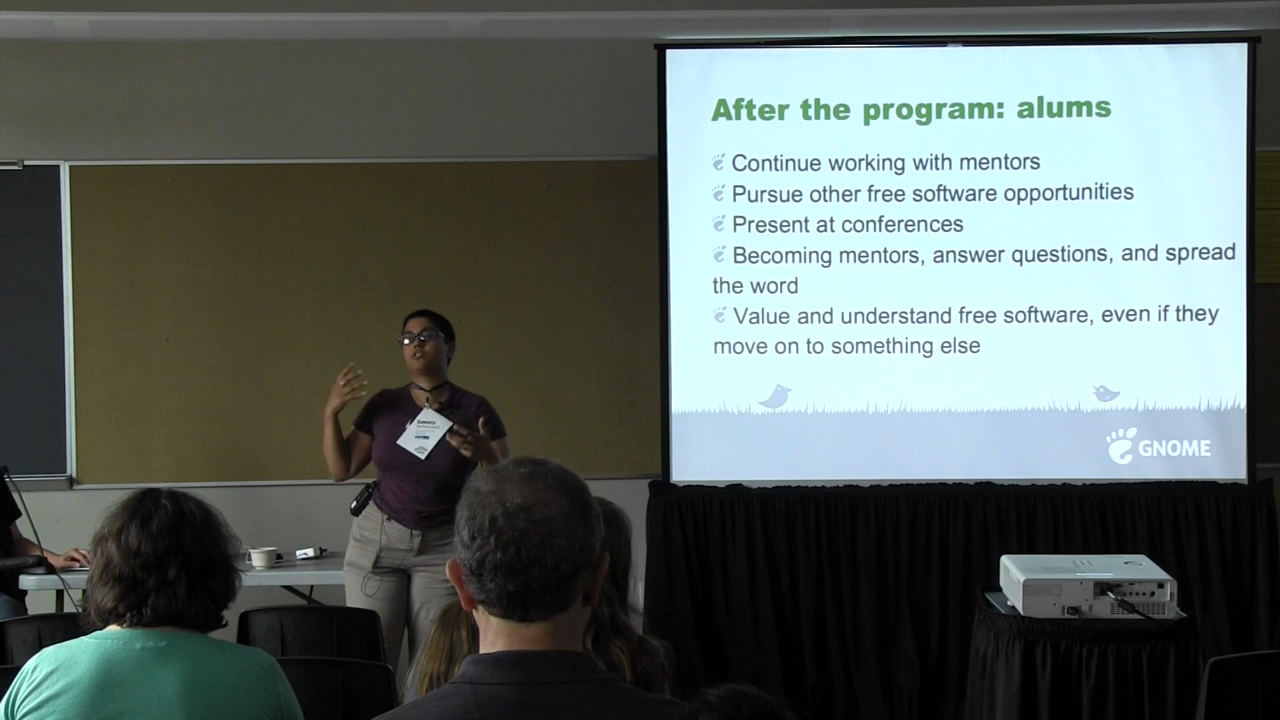 After the program: alums
Continue working with mentors
Pursue other free software opportunities
Present at conferences
Becoming mentors, answer questions, and spread
the word
Value and understand free software, even if they
move on to something else
GNOME